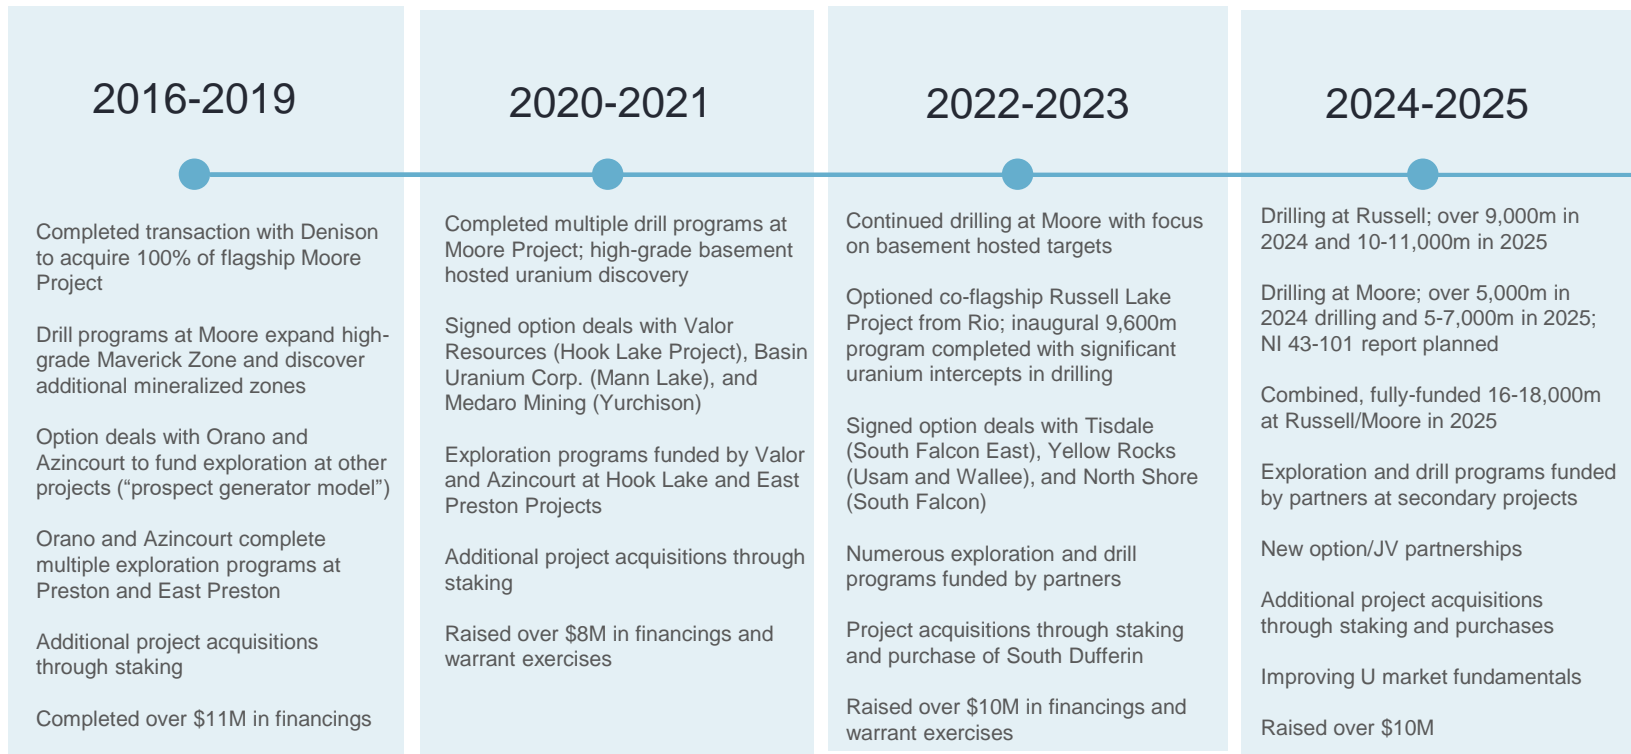 2016-2019
Completed transaction with Denison
to acquire 100% of flagship Moore
Project
Drill programs at Moore expand high-
grade Maverick Zone and discover
additional mineralized zones
Option deals with Orano and
Azincourt to fund exploration at other
projects (“prospect generator model”)
Orano and Azincourt complete
multiple exploration programs at
Preston and East Preston
Additional project acquisitions
through staking
Completed over $11M in financings
2020-2021
Completed multiple drill programs at
Moore Project; high-grade basement
hosted uranium discovery
Signed option deals with Valor
Resources (Hook Lake Project), Basin
Uranium Corp. (Mann Lake), and
Medaro Mining (Yurchison)
Exploration programs funded by Valor
and Azincourt at Hook Lake and East
Preston Projects
Additional project acquisitions through
staking
Raised over $8M in financings and
warrant exercises
2022-2023
Continued drilling at Moore with focus
on basement hosted targets
Optioned co-flagship Russell Lake
Project from Rio; inaugural 9,600m
program completed with significant
uranium intercepts in drilling
Signed option deals with Tisdale
(South Falcon East), Yellow Rocks
(Usam and Wallee), and North Shore
(South Falcon)
Numerous exploration and drill
programs funded by partners
Project acquisitions through staking
and purchase of South Dufferin
Raised over $10M in financings and
warrant exercises
2024-2025
Drilling at Russell; over 9,000m in
2024 and 10-11,000m in 2025
Drilling at Moore; over 5,000m in
2024 drilling and 5-7,000m in 2025;
NI 43-101 report planned
Combined, fully-funded 16-18,000m
at Russell/Moore in 2025
Exploration and drill programs funded
by partners at secondary projects
New option/JV partnerships
Additional project acquisitions
through staking and purchases
Improving U market fundamentals
Raised over $10M